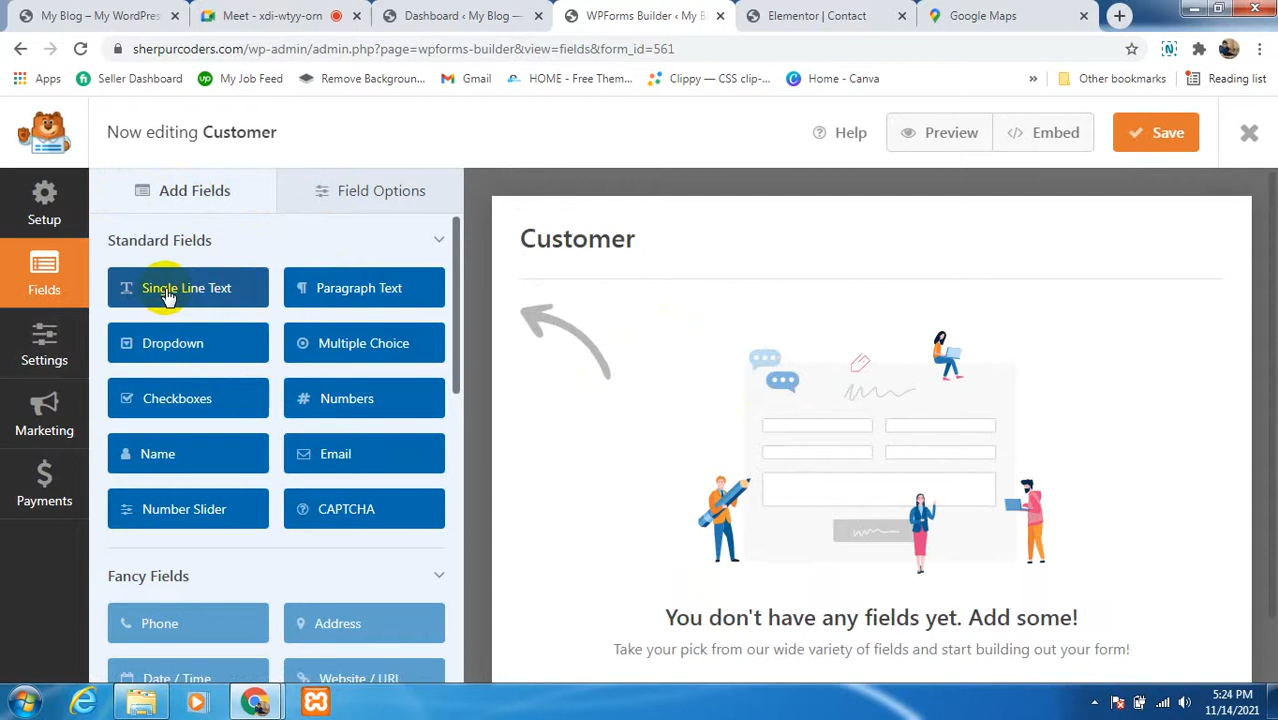 My Blog – My WordPres
Meet - xdi-wtyy-orn
Dashboard ‹ My Blog —
WPForms Builder ‹ My B
Elementor | Contact
Google Maps
sherpurcoders.com/wp-admin/admin.php?page=wpforms-builder&view=fields&form_id=561
Apps
Seller Dashboard
My Job Feed
Remove Background...
Gmail
HOME - Free Them...
Clippy — CSS clip-...
Home - Canva
»
Other bookmarks
Reading list
Now editing Customer
Help
Preview
</> Embed
Save
Setup
Fields
Settings
Marketing
Payments
Add Fields
Field Options
Standard Fields
Single Line Text
Paragraph Text
Dropdown
Multiple Choice
Checkboxes
Numbers
Name
Email
Number Slider
CAPTCHA
Fancy Fields
Phone
Address
Date / Time
Website / URL
Customer
You don't have any fields yet. Add some!
Take your pick from our wide variety of fields and start building out your form!
5:24 PM
11/14/2021